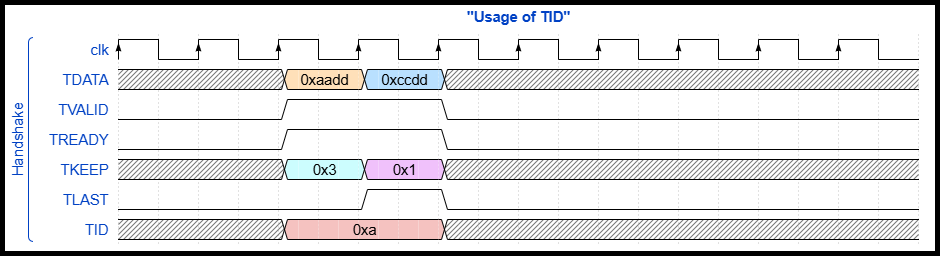 "Usage of TID"
Handshake
clk
TDATA 0xaadd 0xccdd
TVALID
TREADY
TKEEP 0x3 0x1
TLAST
TID 0xa